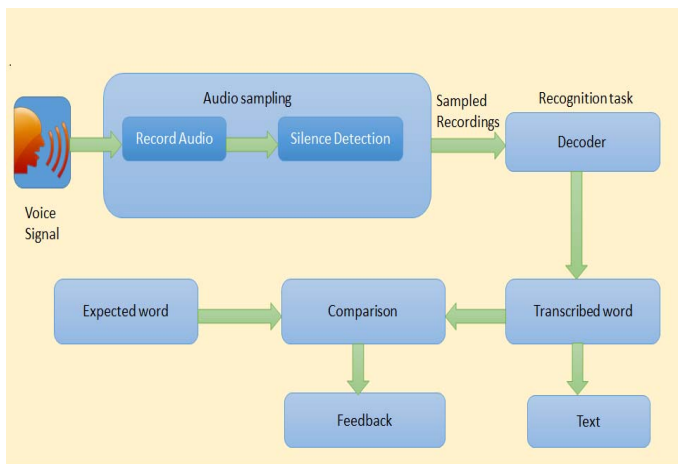 Audio sampling
Record Audio
Silence Detection
Sampled
Recordings
Recognition task
Decoder
Voice
Signal
Expected word
Comparison
Transcribed word
Feedback
Text